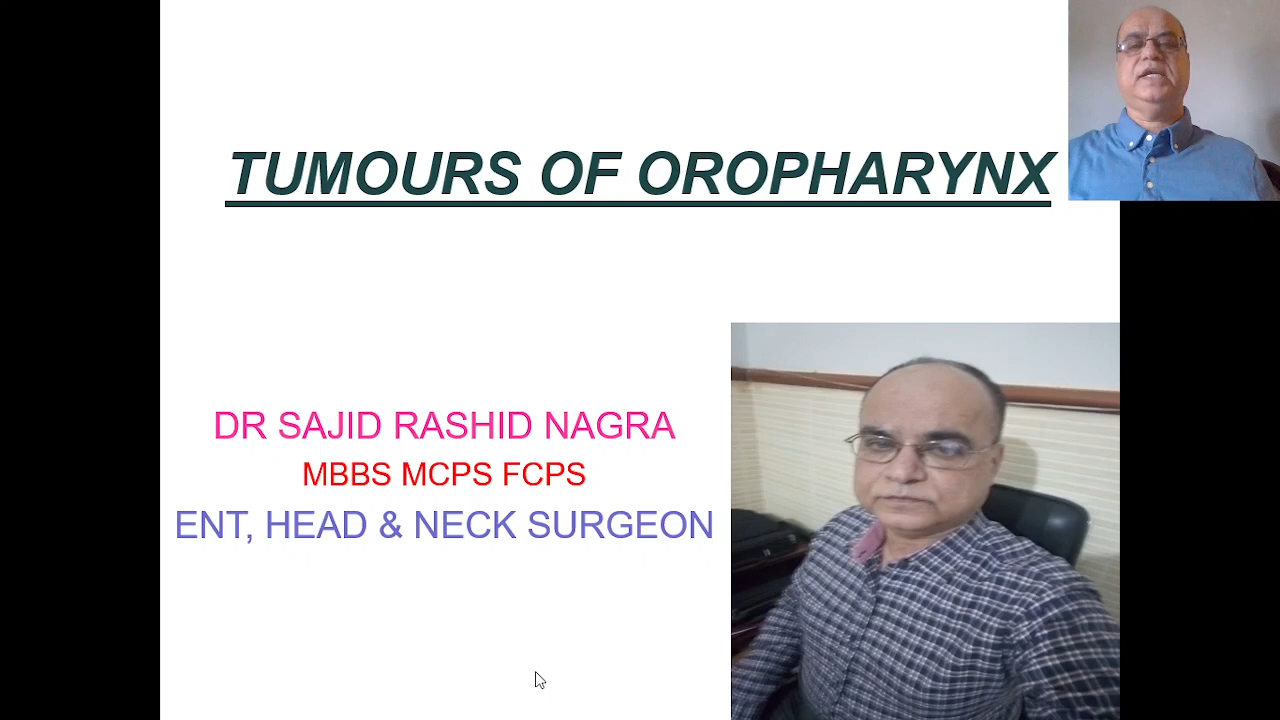 TUMOURS OF OROPHARYNX
DR SAJID RASHID NAGRA
MBBS MCPS FCPS
ENT, HEAD & NECK SURGEON